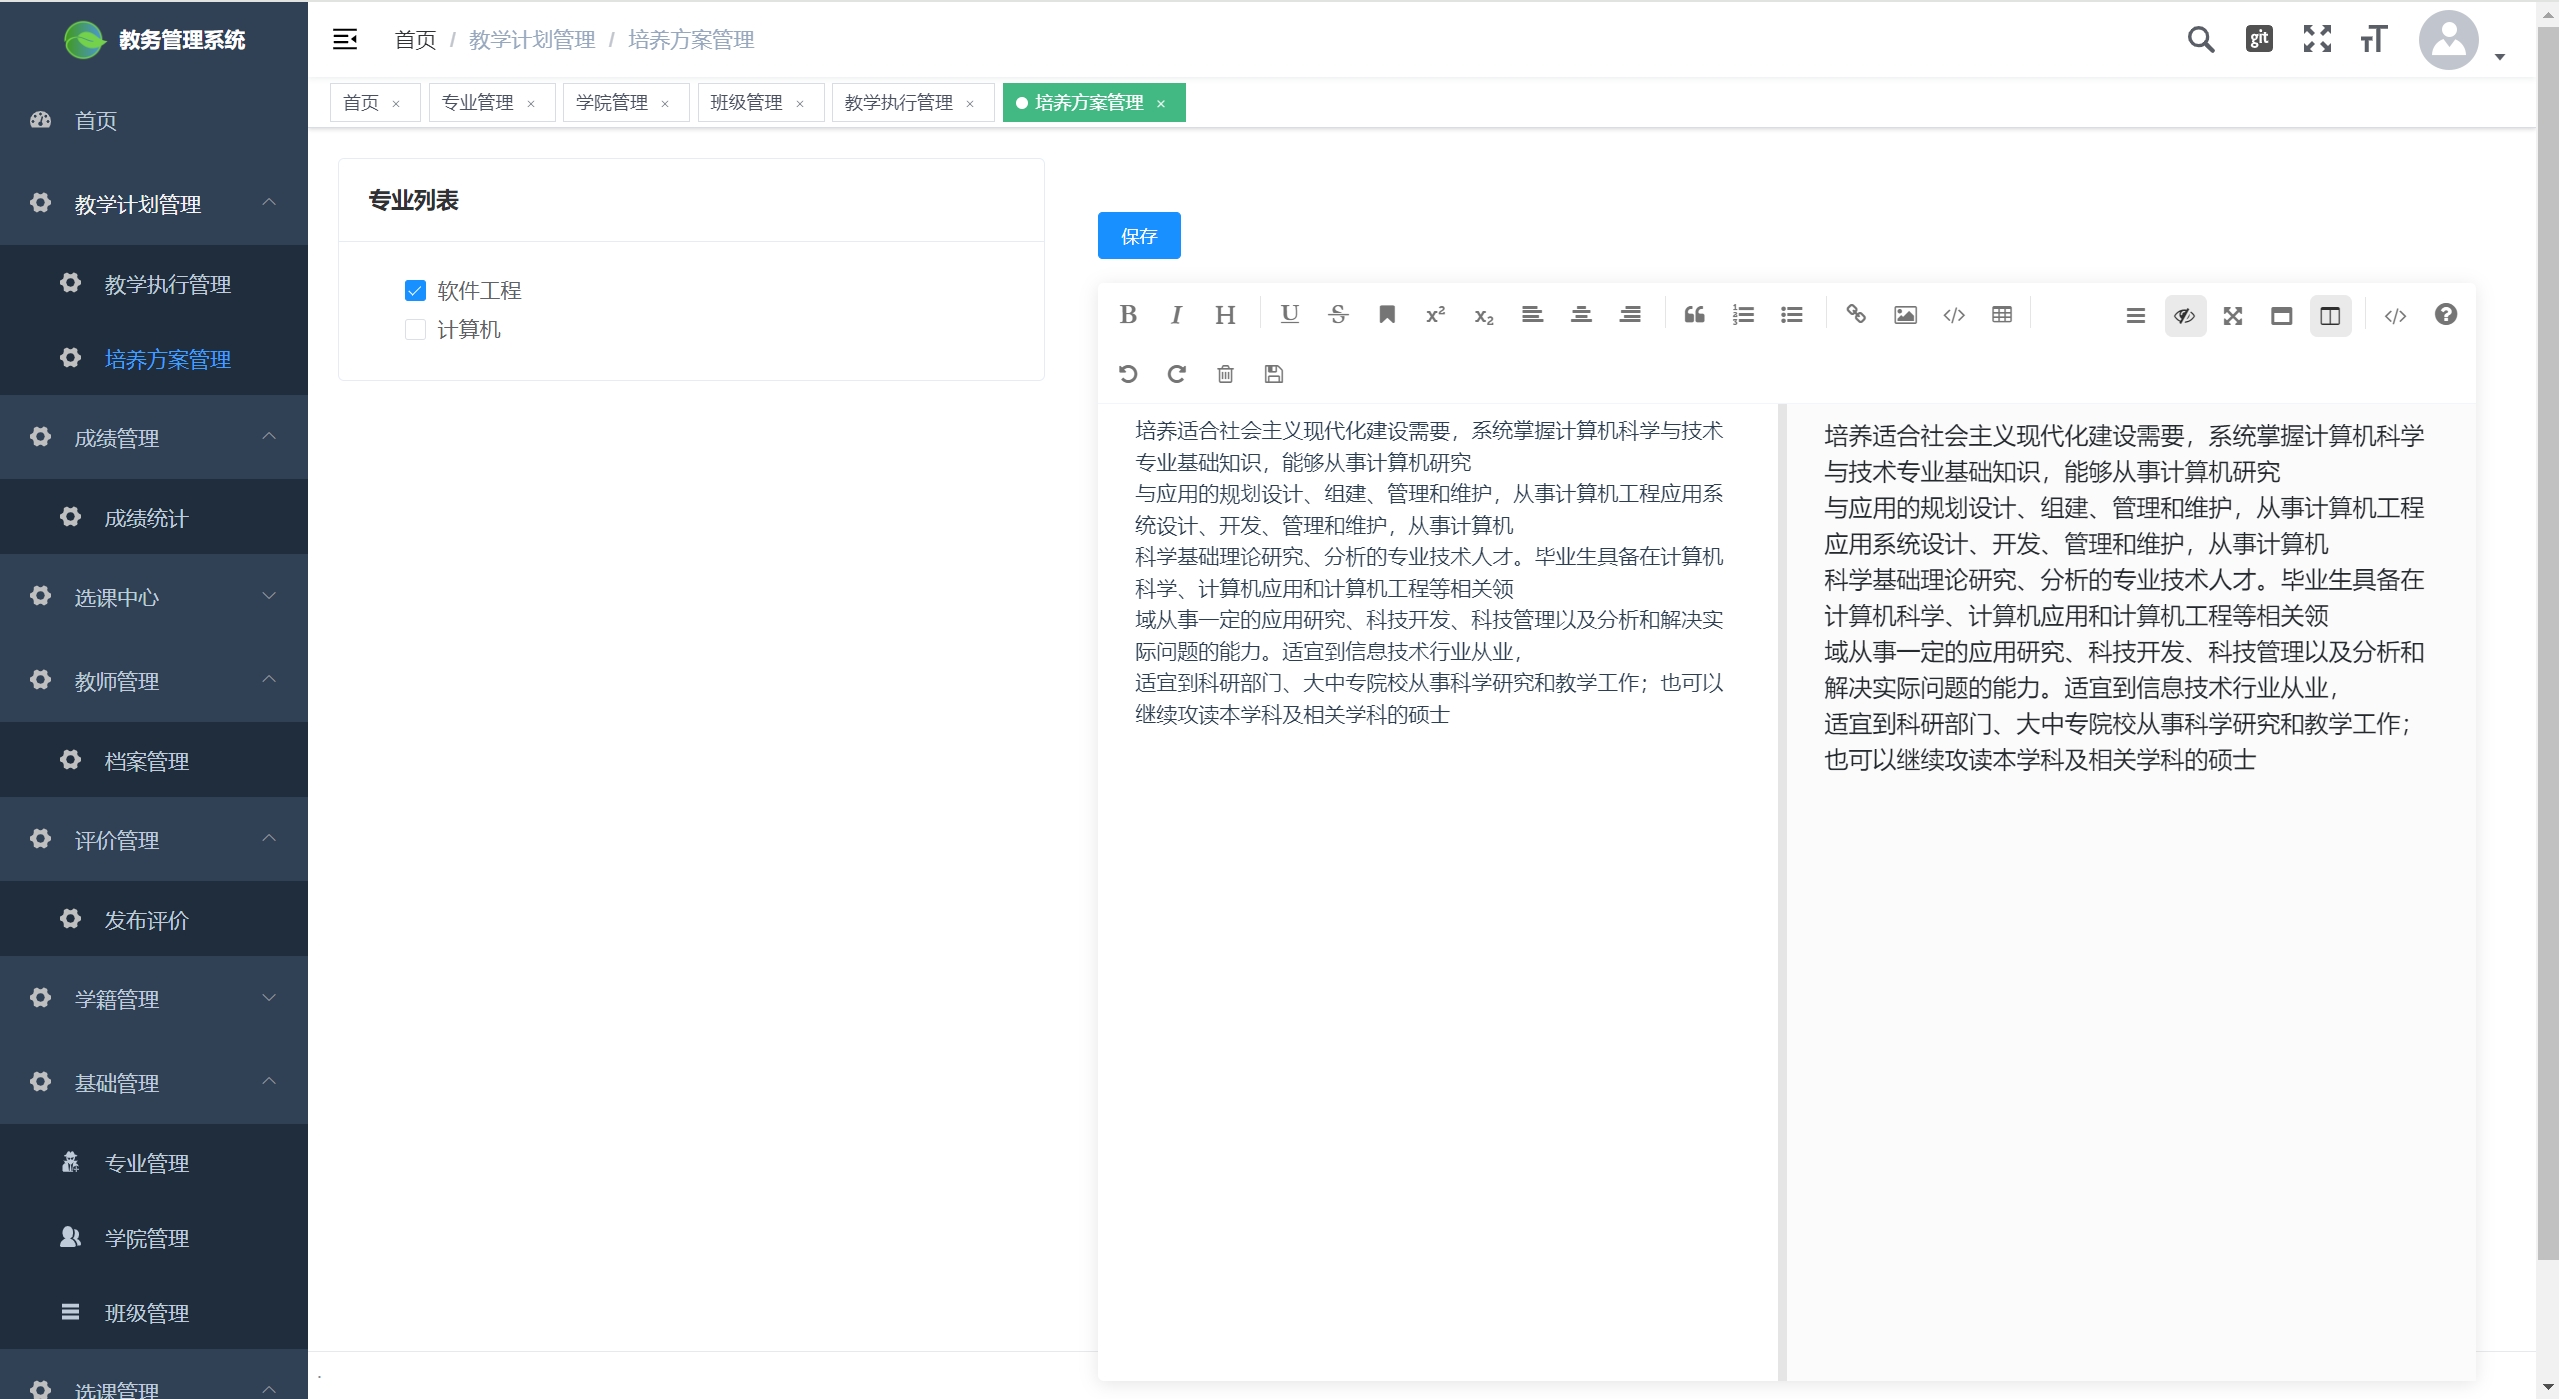 教务管理系统
首页 / 教学计划管理 / 培养方案管理
git
首页 × 专业管理 × 学院管理 × 班级管理 × 教学执行管理 × 培养方案管理 ×
首页
教学计划管理
教学执行管理
培养方案管理
成绩管理
成绩统计
选课中心
教师管理
档案管理
评价管理
发布评价
学籍管理
基础管理
专业管理
学院管理
班级管理
选课管理
专业列表
软件工程
计算机
保存
培养适合社会主义现代化建设需要，系统掌握计算机科学与技术
专业基础知识，能够从事计算机研究
与应用的规划设计、组建、管理和维护，从事计算机工程应用系
统设计、开发、管理和维护，从事计算机
科学基础理论研究、分析的专业技术人才。毕业生具备在计算机
科学、计算机应用和计算机工程等相关领
域从事一定的应用研究、科技开发、科技管理以及分析和解决实
际问题的能力。适宜到信息技术行业从业，
适宜到科研部门、大中专院校从事科学研究和教学工作；也可以
继续攻读本学科及相关学科的硕士
培养适合社会主义现代化建设需要，系统掌握计算机科学
与技术专业基础知识，能够从事计算机研究
与应用的规划设计、组建、管理和维护，从事计算机工程
应用系统设计、开发、管理和维护，从事计算机
科学基础理论研究、分析的专业技术人才。毕业生具备在
计算机科学、计算机应用和计算机工程等相关领
域从事一定的应用研究、科技开发、科技管理以及分析和
解决实际问题的能力。适宜到信息技术行业从业，
适宜到科研部门、大中专院校从事科学研究和教学工作；
也可以继续攻读本学科及相关学科的硕士